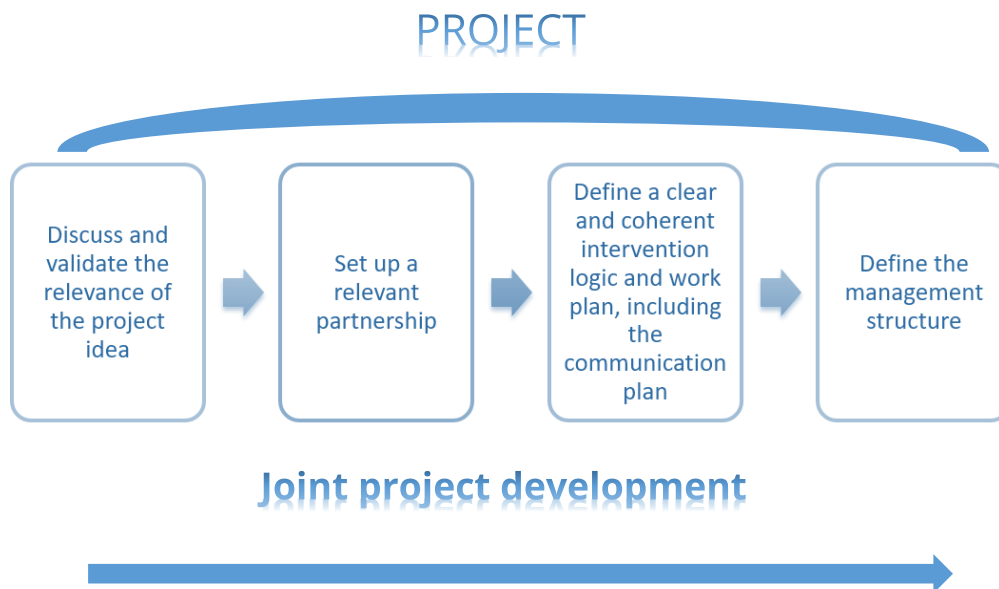 PROJECT
Discuss and
validate the
relevance of
the project
idea
Set up a
relevant
partnership
Define a clear
and coherent
intervention
logic and work
plan, including
the
communication
plan
Define the
management
structure
Joint project development